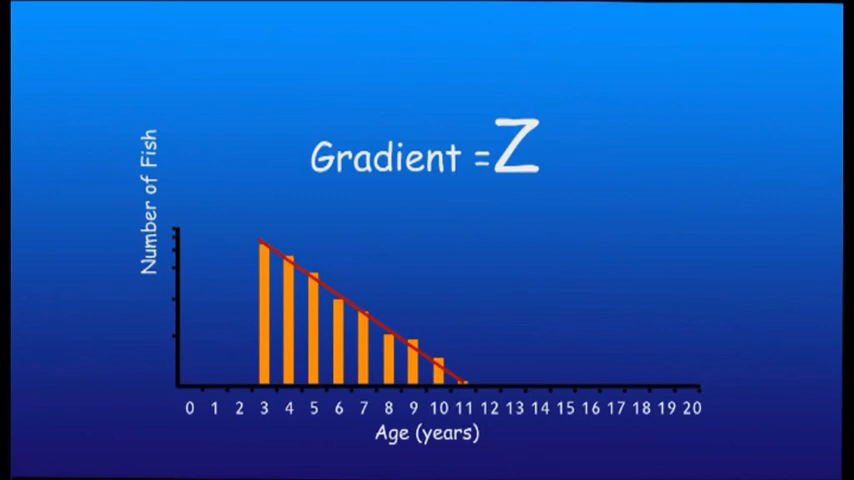 Gradient =Z
Number of Fish
0 1 2 3 4 5 6 7 8 9 10 11 12 13 14 15 16 17 18 19 20
Age (years)